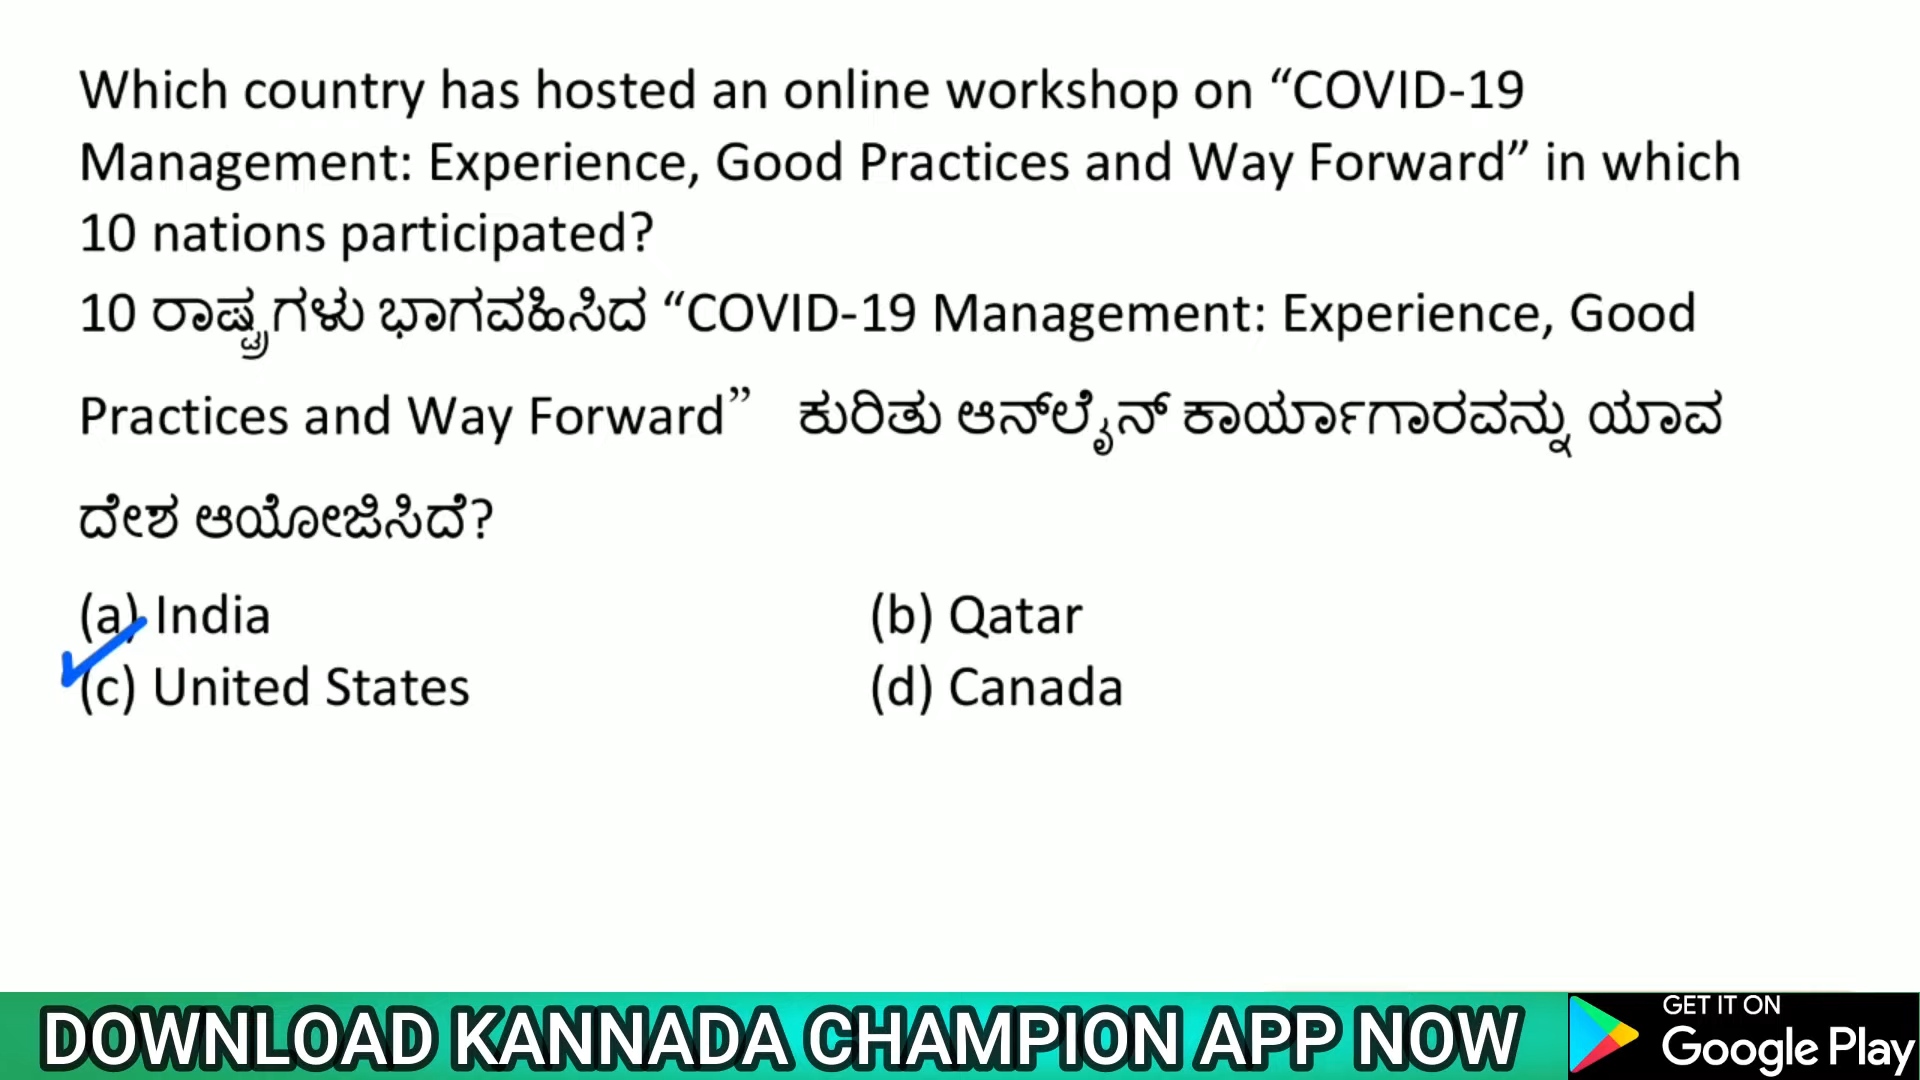 Which country has hosted an online workshop on “COVID-19
Management: Experience, Good Practices and Way Forward” in which
10 nations participated?
10 ರಾಷ್ಟ್ರಗಳು ಭಾಗವಹಿಸಿದ “COVID-19 Management: Experience, Good
Practices and Way Forward” ಕುರಿತು ಆನ್‌ಲೈನ್ ಕಾರ್ಯಾಗಾರವನ್ನು ಯಾವ
ದೇಶ ಆಯೋಜಿಸಿದೆ?
(a) India (b) Qatar
(c) United States (d) Canada
DOWNLOAD KANNADA CHAMPION APP NOW
GET IT ON
Google Play